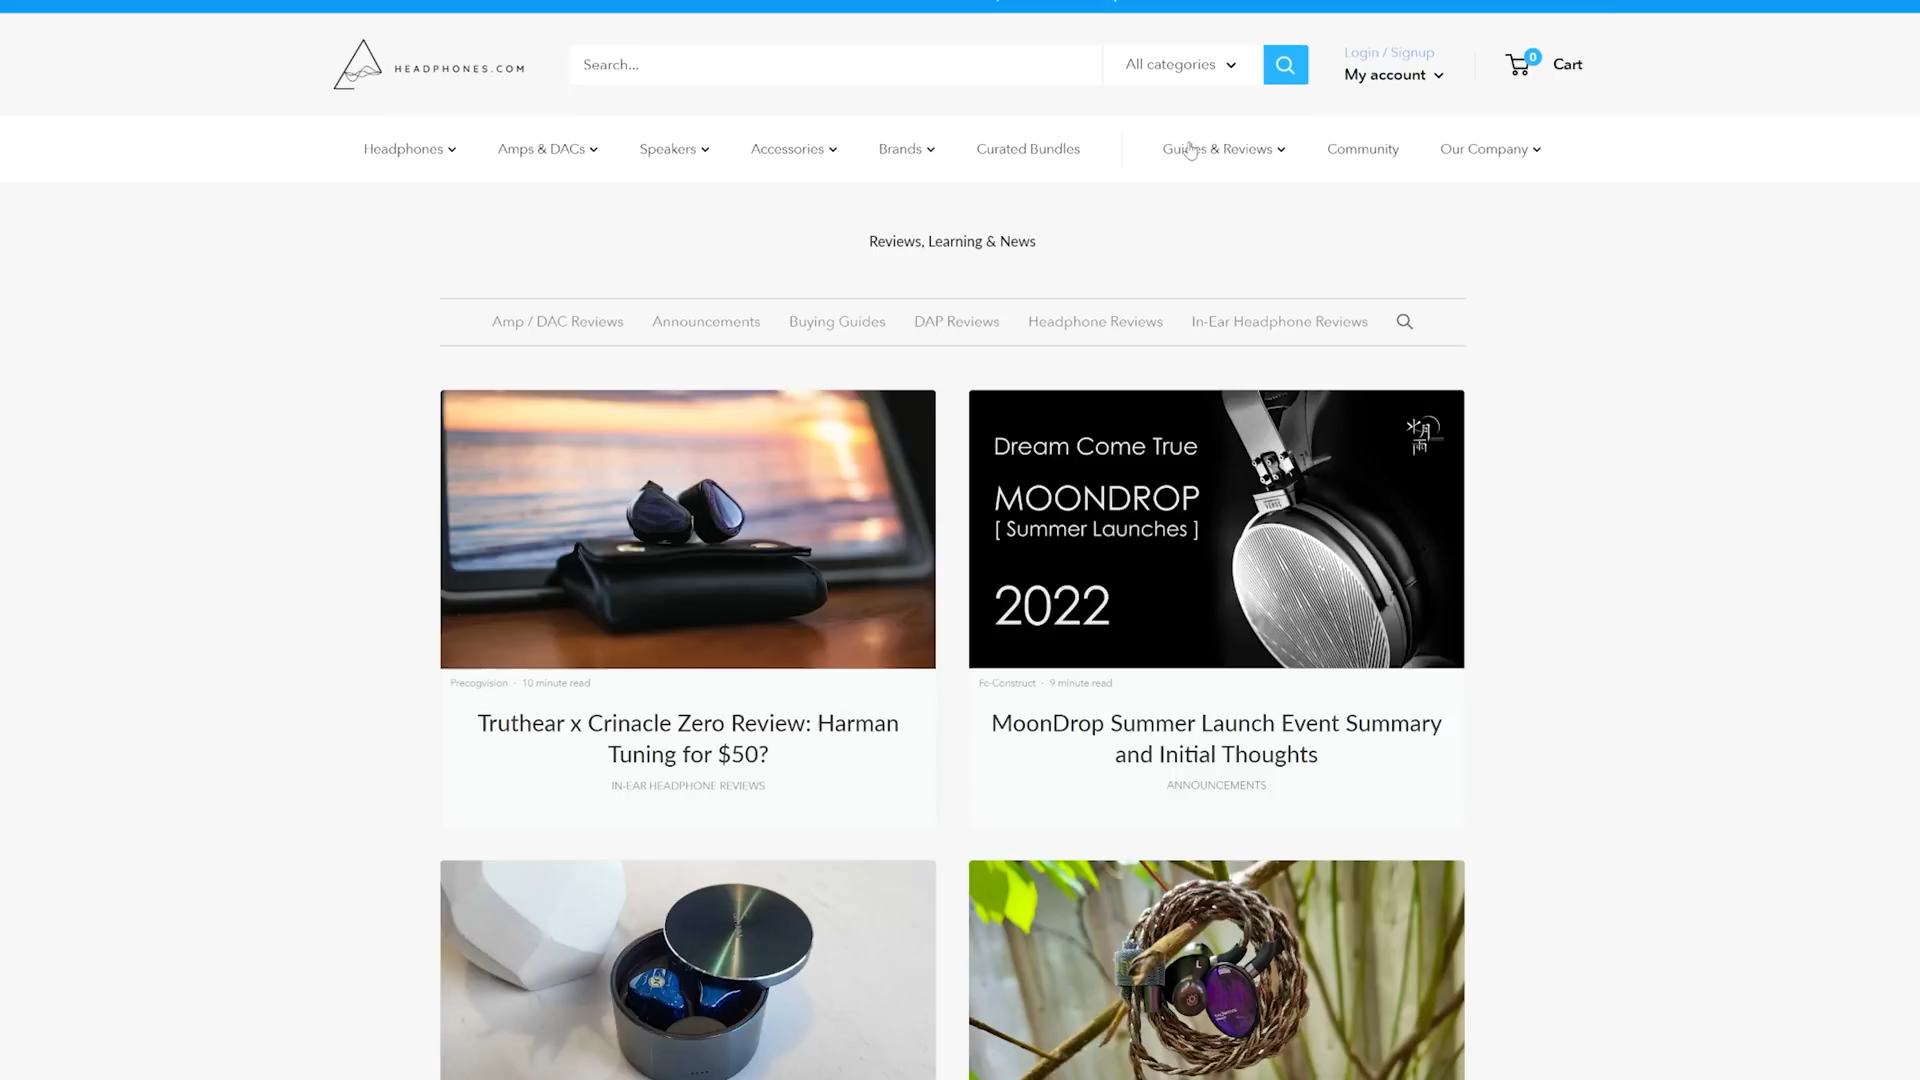 HEADPHONES.COM
Search...
All categories
Login / Signup
My account
0
Cart
Headphones
Amps & DACs
Speakers
Accessories
Brands
Curated Bundles
Guides & Reviews
Community
Our Company
Reviews, Learning & News
Amp / DAC Reviews
Announcements
Buying Guides
DAP Reviews
Headphone Reviews
In-Ear Headphone Reviews
Dream Come True
MOONDROP
[ Summer Launches ]
2022
水月雨
Precogvision · 10 minute read
Truthear x Crinacle Zero Review: Harman
Tuning for $50?
IN-EAR HEADPHONE REVIEWS
Fc-Construct · 9 minute read
MoonDrop Summer Launch Event Summary
and Initial Thoughts
ANNOUNCEMENTS
L